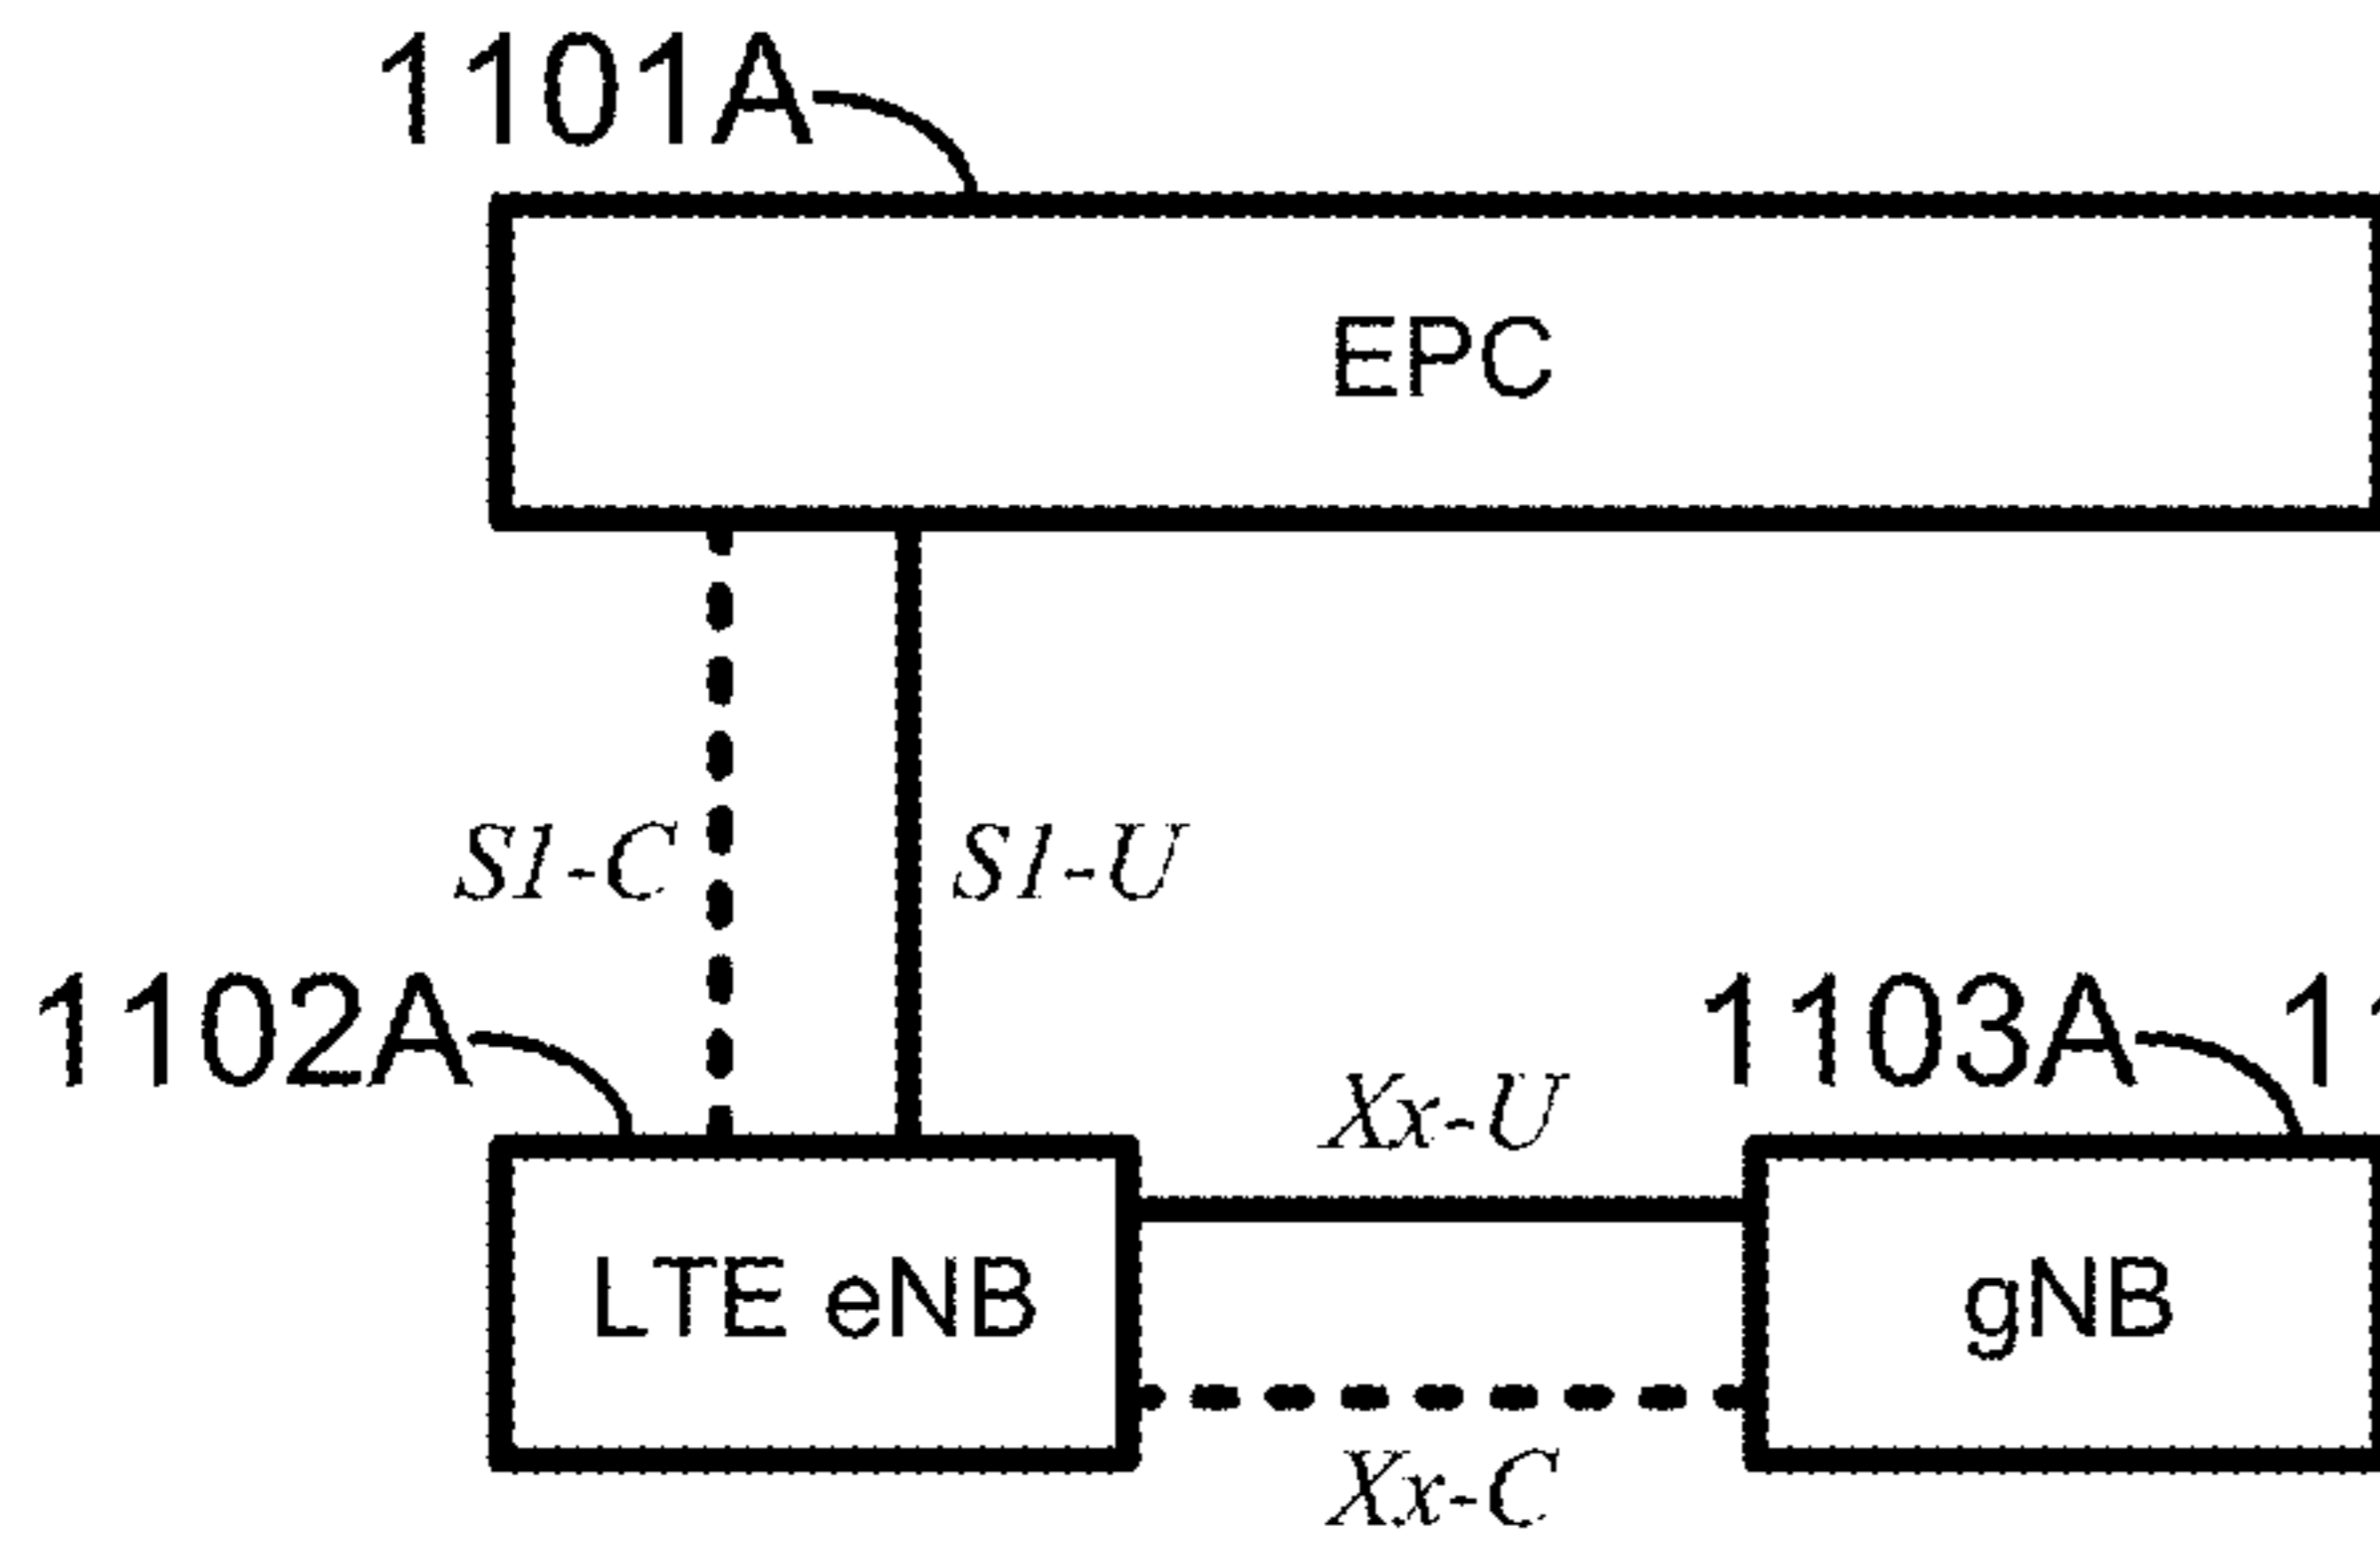 1101A
EPC
S1-C S1-U
1102A 1103A
Xx-U
LTE eNB gNB
Xx-C